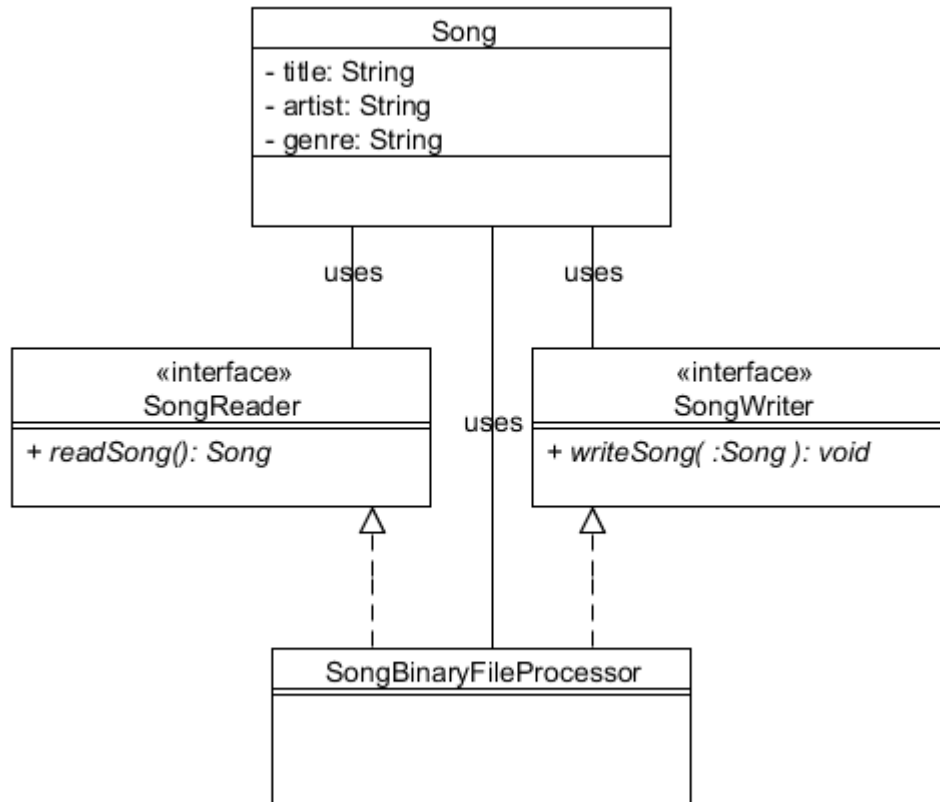 Song
- title: String
- artist: String
- genre: String
uses
uses
«interface»
SongReader
+ readSong(): Song
«interface»
SongWriter
+ writeSong( :Song ): void
uses
SongBinaryFileProcessor